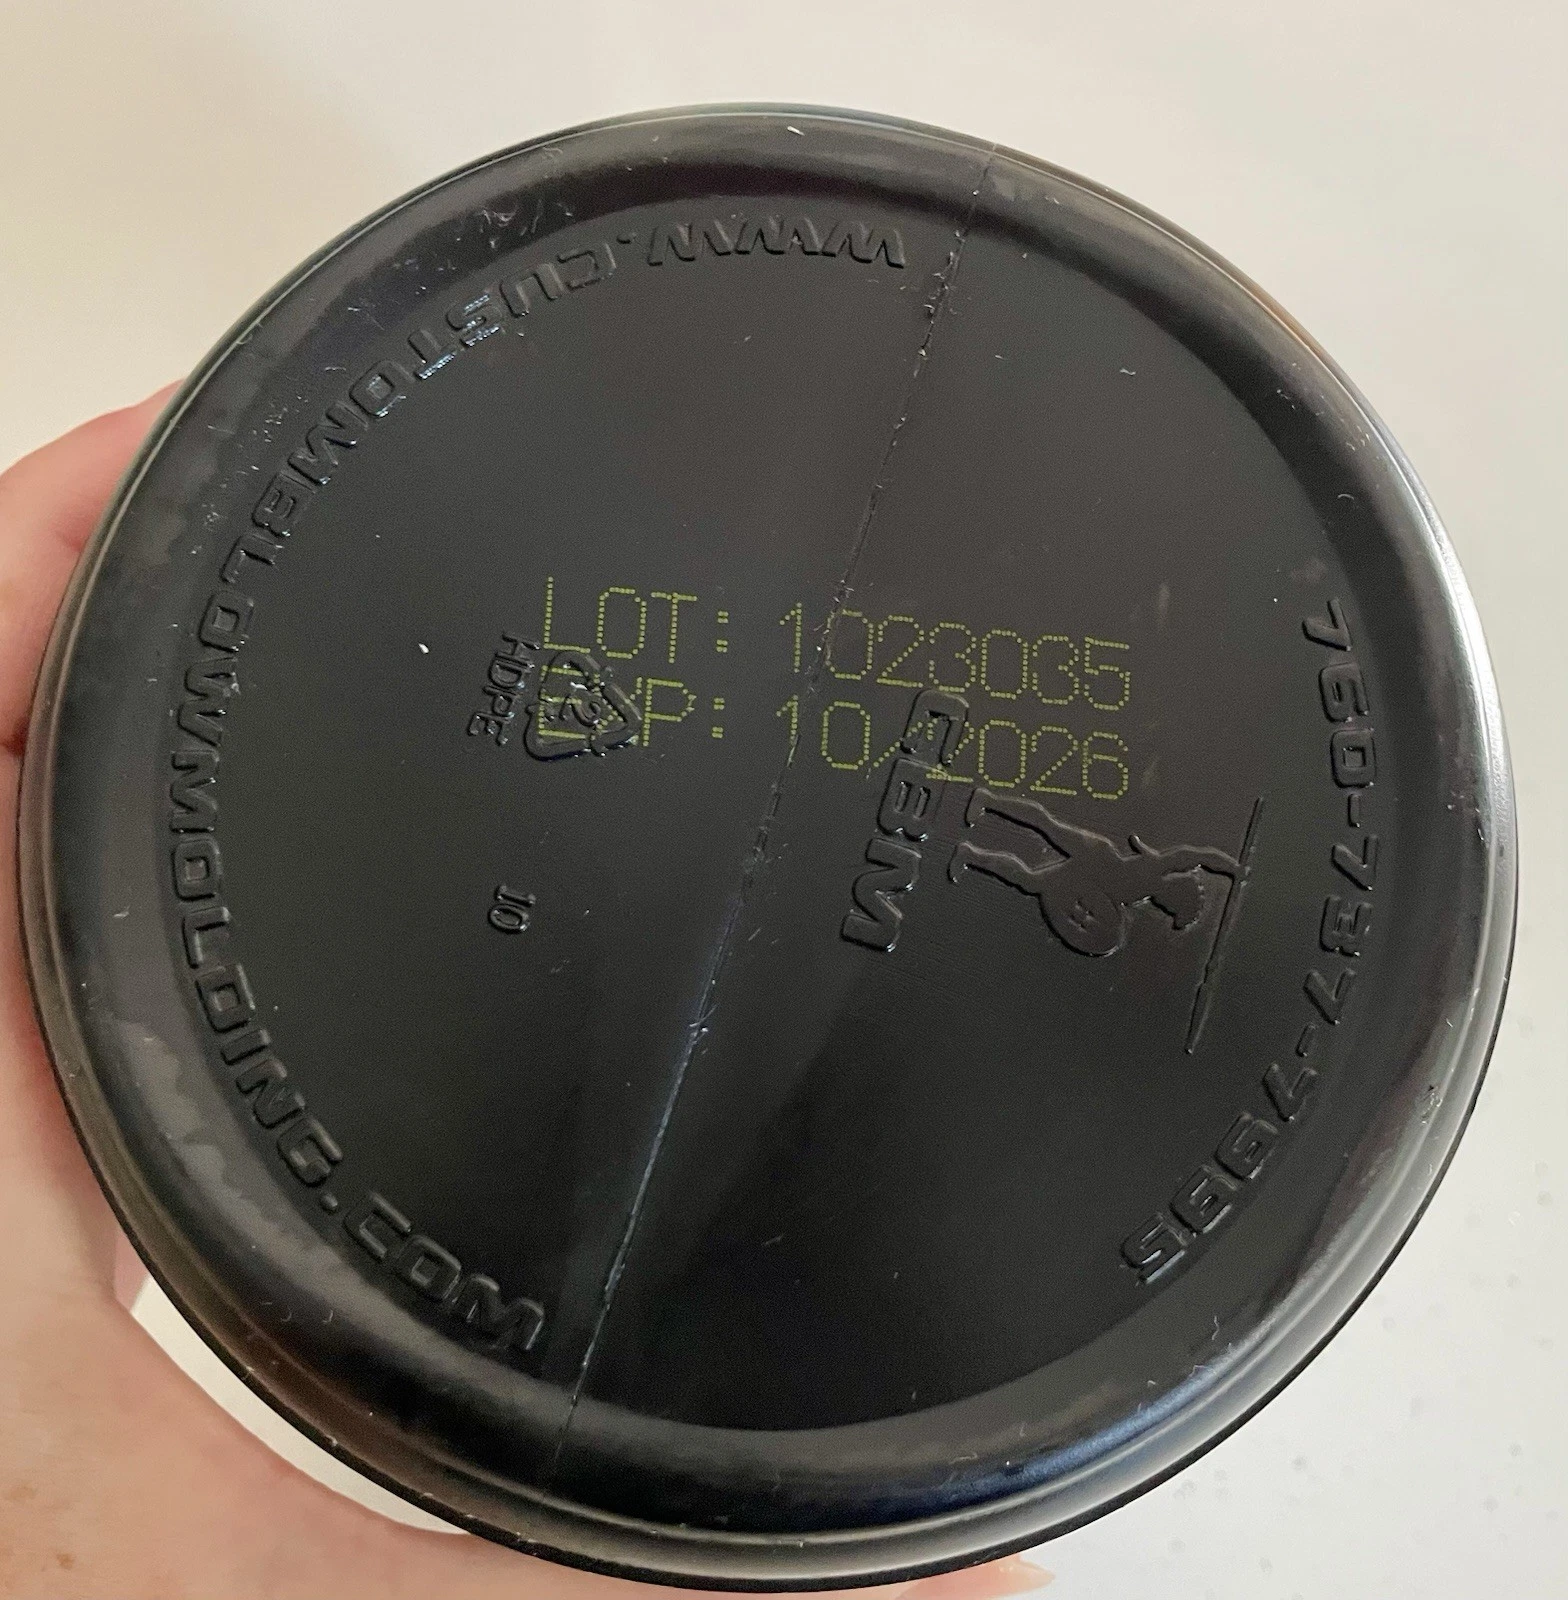 WWW.CUSTOMBLOWMOLDING.COM
LOT: 1023035
EXP: 10/2026
2
HDPE
CBM
10
760-737-7995